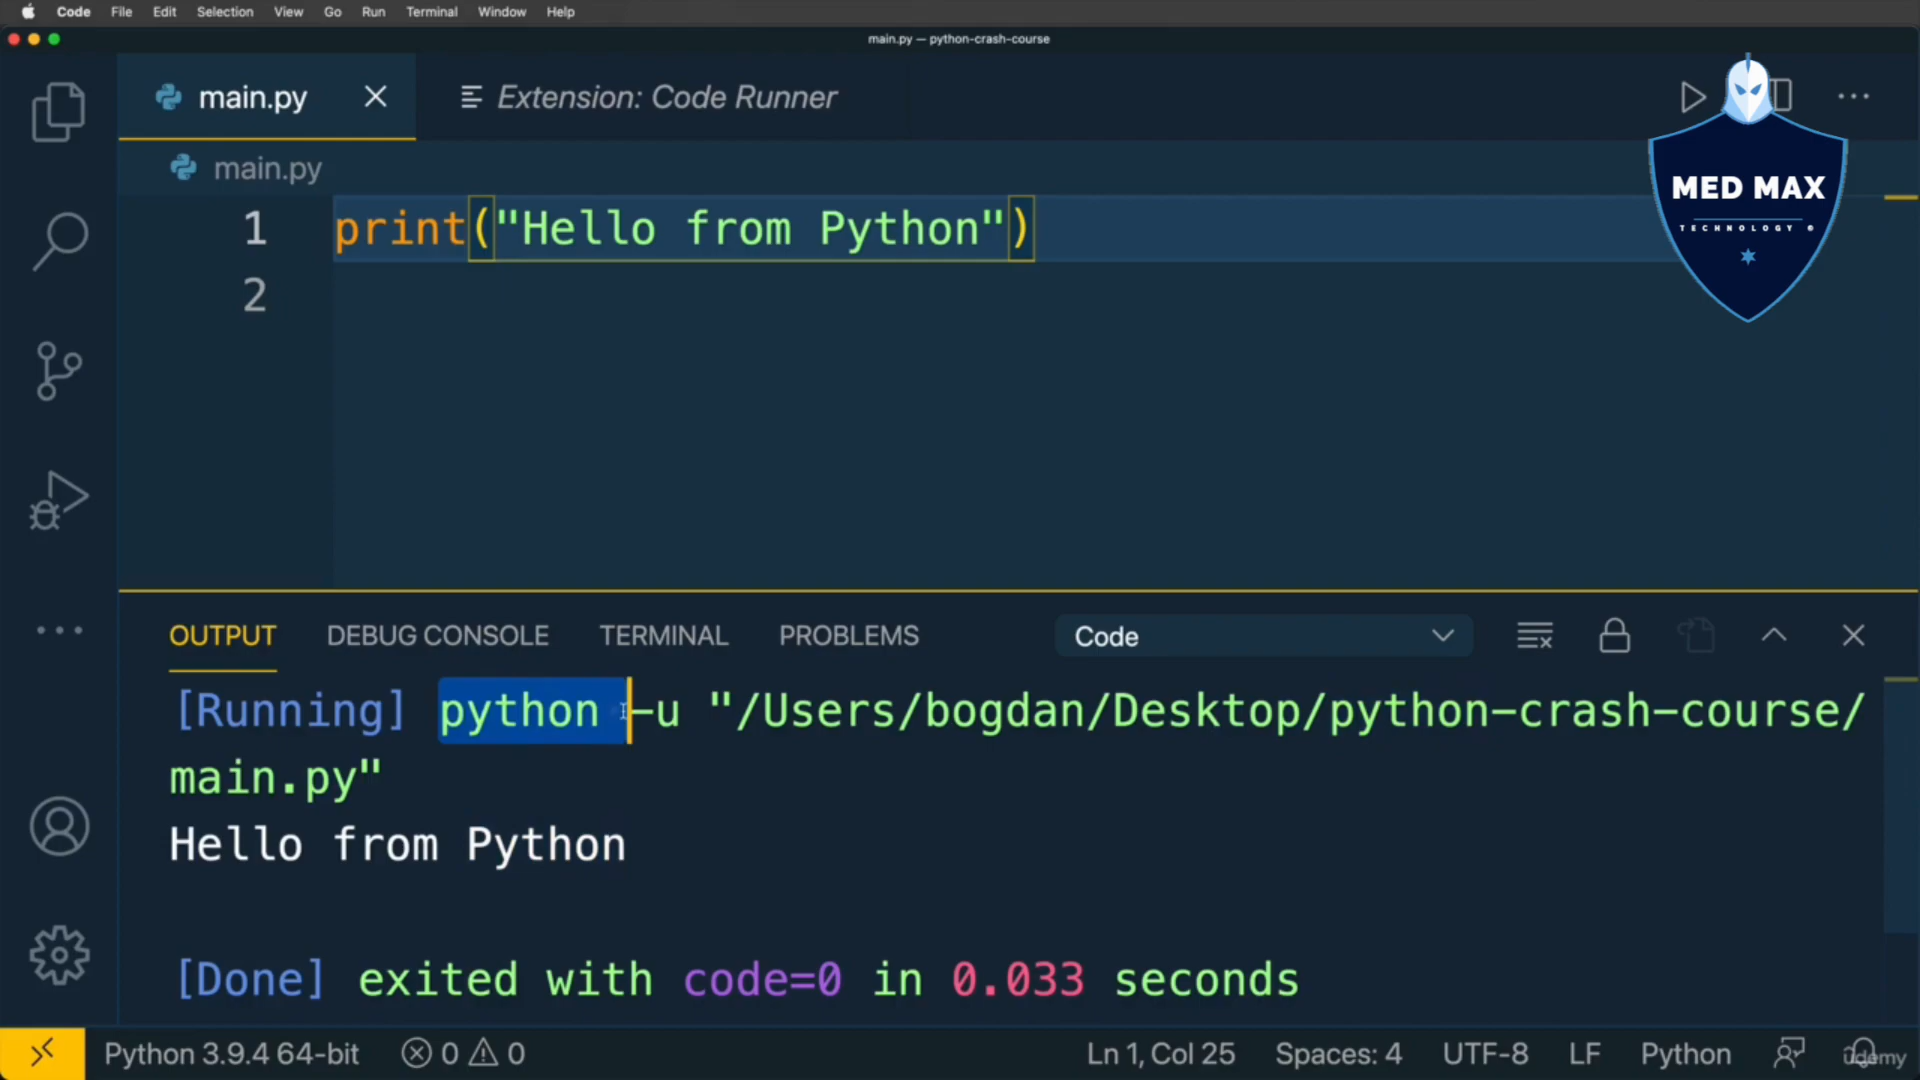 Code File Edit Selection View Go Run Terminal Window Help
main.py — python-crash-course
main.py Extension: Code Runner
main.py
MED MAX
TECHNOLOGY ®
1 print("Hello from Python")
2
OUTPUT DEBUG CONSOLE TERMINAL PROBLEMS Code
[Running] python -u "/Users/bogdan/Desktop/python-crash-course/
main.py"
Hello from Python
[Done] exited with code=0 in 0.033 seconds
Python 3.9.4 64-bit 0 0 Ln 1, Col 25 Spaces: 4 UTF-8 LF Python
ûdemy